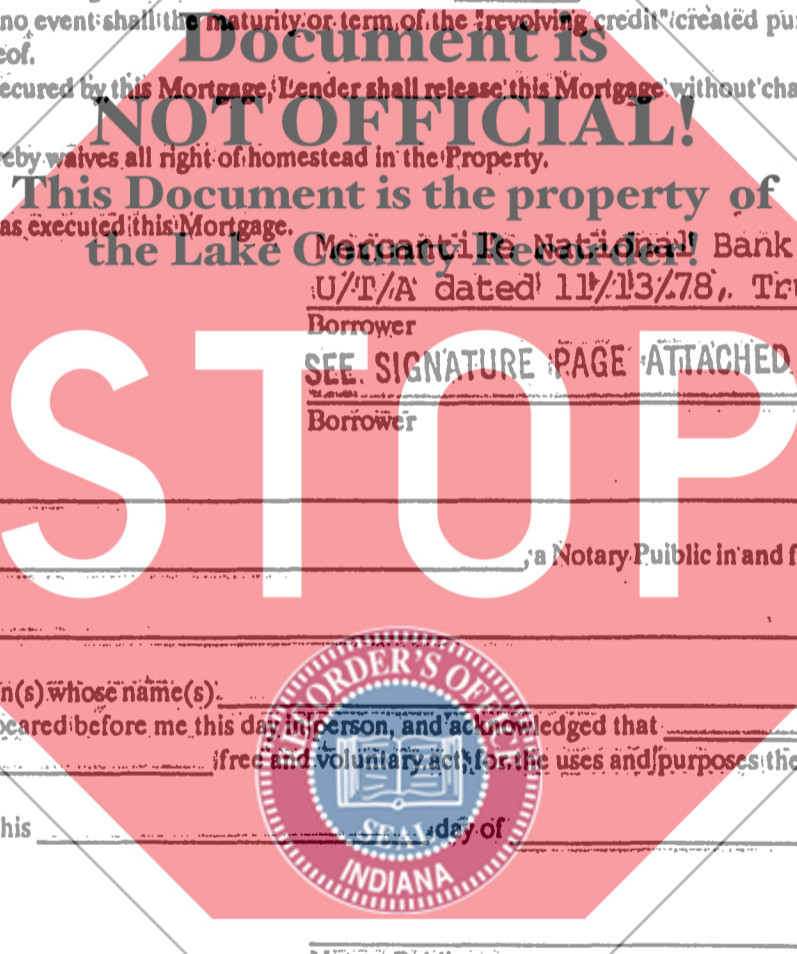 no event shall the maturity or term of the "revolving credit" created pu
Document is
eof.
ecured by this Mortgage, Lender shall release this Mortgage without cha
NOT OFFICIAL!
eby waives all right of homestead in the Property.
This Document is the property of
as executed this Mortgage.
the Lake County Recorder!
Mercantile National Bank
U/T/A dated 11/13/78, Tru
Borrower
SEE SIGNATURE PAGE ATTACHED
Borrower
STOP
, a Notary Puiblic in and f
RECORDER'S OFFICE
n(s) whose name(s)
peared before me this day in person, and acknowledged that
free and voluntary act, for the uses and purposes the
his day of
SEAL
INDIANA